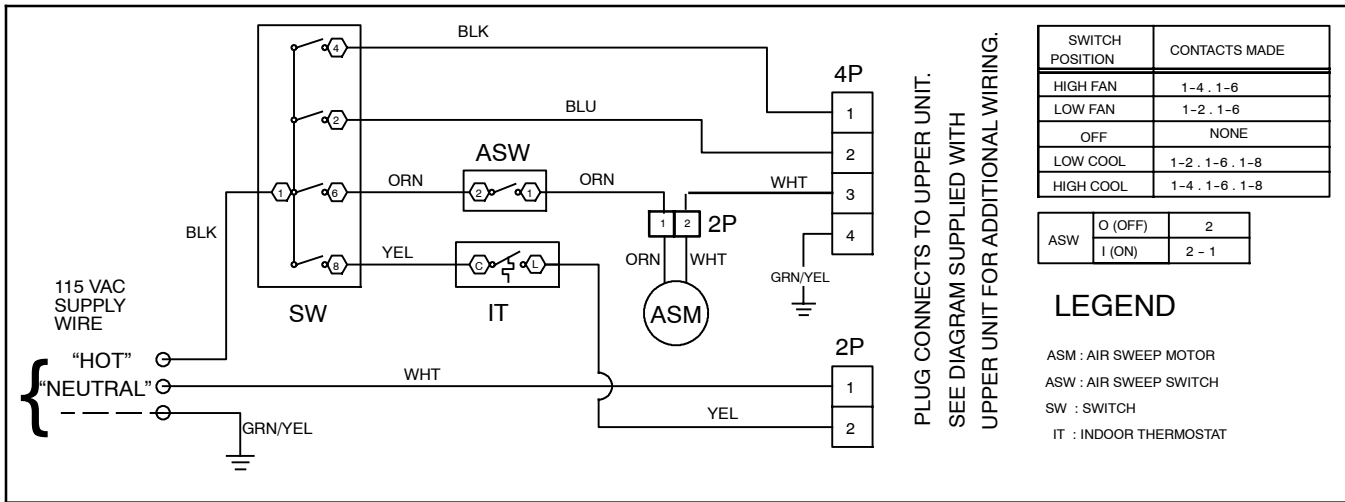 BLK
4
BLU
2
ASW
ORN
2
1
ORN
1
6
BLK
YEL
8
C
L
SW
IT
4P
1
2
WHT
3
4
1
2
2P
ORN
WHT
GRN/YEL
ASM
115 VAC
SUPPLY
WIRE
“HOT”
“NEUTRAL”
GRN/YEL
WHT
YEL
2P
1
2
PLUG CONNECTS TO UPPER UNIT.
SEE DIAGRAM SUPPLIED WITH
UPPER UNIT FOR ADDITIONAL WIRING.
SWITCH POSITION CONTACTS MADE
HIGH FAN 1-4 . 1-6
LOW FAN 1-2 . 1-6
OFF NONE
LOW COOL 1-2 . 1-6 . 1-8
HIGH COOL 1-4 . 1-6 . 1-8
ASW O (OFF) 2
I (ON) 2 - 1
LEGEND
ASM : AIR SWEEP MOTOR
ASW : AIR SWEEP SWITCH
SW : SWITCH
IT : INDOOR THERMOSTAT